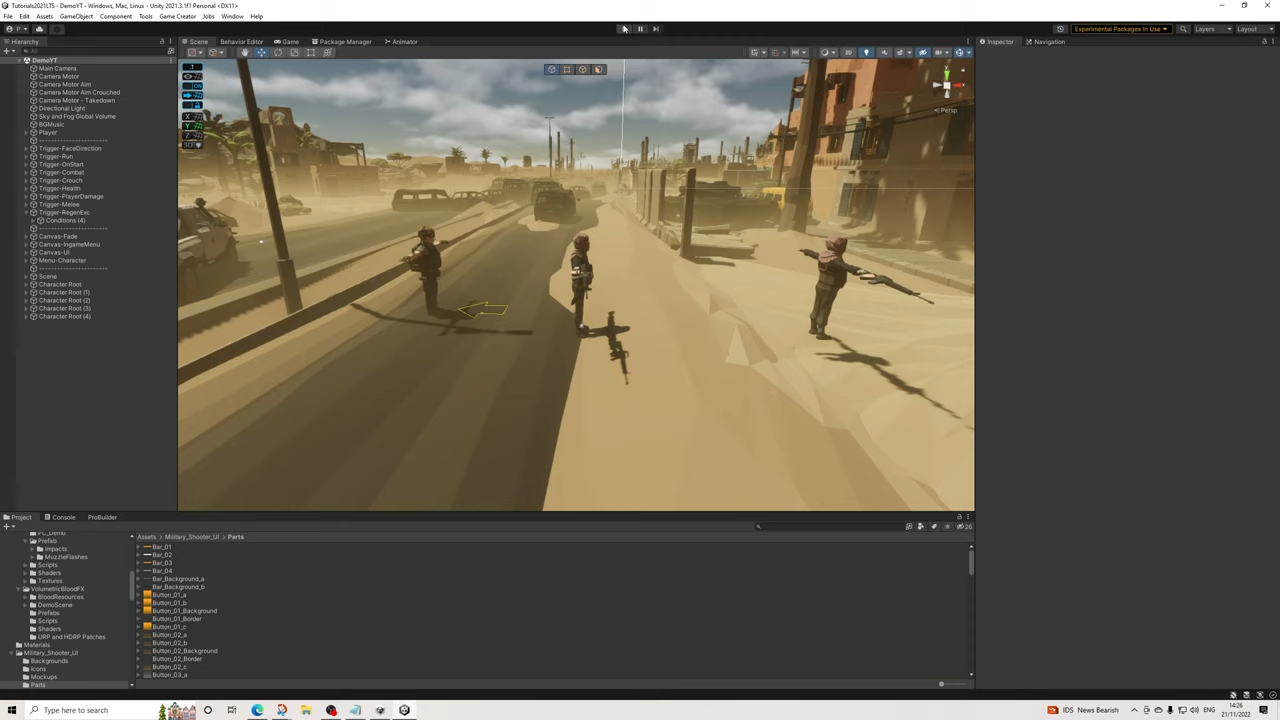 Tutorials2021LTS - DemoYT - Windows, Mac, Linux - Unity 2021.3.1f1 Personal <DX11>
File Edit Assets GameObject Component Tools Game Creator Jobs Window Help
P
Experimental Packages In Use
Layers
Layout
Hierarchy
Scene
Behavior Editor
Game
Package Manager
Animator
Inspector
Navigation
All
DemoYT
Main Camera
Camera Motor
Camera Motor Aim
Camera Motor Aim Crouched
Camera Motor - Takedown
Directional Light
Sky and Fog Global Volume
BGMusic
Player
Trigger-FaceDirection
Trigger-Run
Trigger-OnStart
Trigger-Combat
Trigger-Crouch
Trigger-Health
Trigger-PlayerDamage
Trigger-Melee
Trigger-RegenExc
Conditions (4)
Canvas-Fade
Canvas-IngameMenu
Canvas-UI
Menu-Character
Scene
Character Root
Character Root (1)
Character Root (2)
Character Root (3)
Character Root (4)
2D
.1
ON
X
Y
Z
3D
Persp
Project
Console
ProBuilder
26
PC_Demo
Prefab
Impacts
MuzzleFlashes
Scripts
Shaders
Textures
VolumetricBloodFX
BloodResources
DemoScene
Prefabs
Scripts
Shaders
URP and HDRP Patches
Materials
Military_Shooter_UI
Backgrounds
Icons
Mockups
Parts
Assets > Military_Shooter_UI > Parts
Bar_01
Bar_02
Bar_03
Bar_04
Bar_Background_a
Bar_Background_b
Button_01_a
Button_01_b
Button_01_Background
Button_01_Border
Button_01_c
Button_02_a
Button_02_b
Button_02_Background
Button_02_Border
Button_02_c
Button_03_a
Type here to search
IDS News Bearish
ENG
14:26
21/11/2022